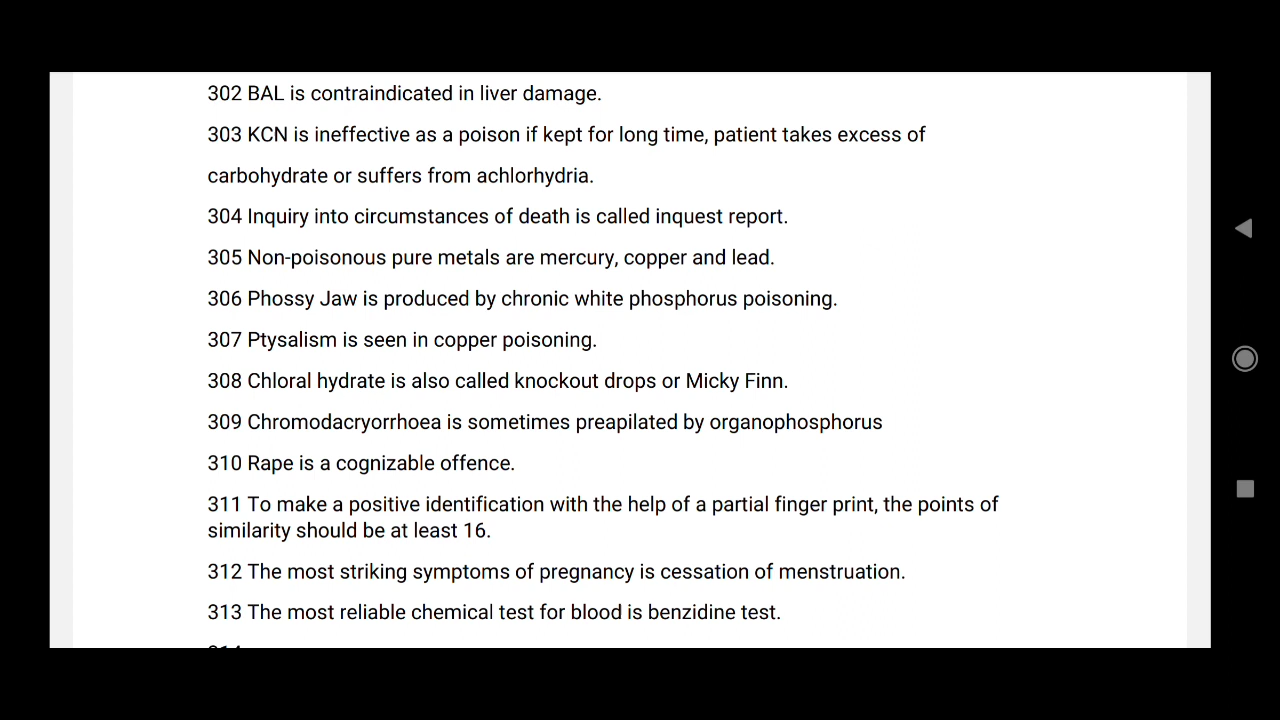 302 BAL is contraindicated in liver damage.
303 KCN is ineffective as a poison if kept for long time, patient takes excess of
carbohydrate or suffers from achlorhydria.
304 Inquiry into circumstances of death is called inquest report.
305 Non-poisonous pure metals are mercury, copper and lead.
306 Phossy Jaw is produced by chronic white phosphorus poisoning.
307 Ptysalism is seen in copper poisoning.
308 Chloral hydrate is also called knockout drops or Micky Finn.
309 Chromodacryorrhoea is sometimes preapilated by organophosphorus
310 Rape is a cognizable offence.
311 To make a positive identification with the help of a partial finger print, the points of
similarity should be at least 16.
312 The most striking symptoms of pregnancy is cessation of menstruation.
313 The most reliable chemical test for blood is benzidine test.